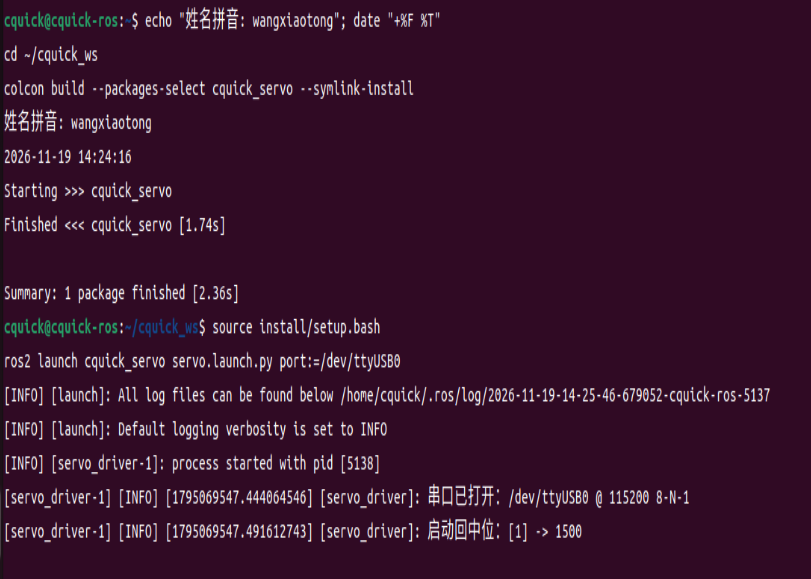 cquick@cquick-ros:~$ echo "姓名拼音: wangxiaotong"; date "+%F %T"
cd ~/cquick_ws
colcon build --packages-select cquick_servo --symlink-install
姓名拼音: wangxiaotong
2026-11-19 14:24:16
Starting >>> cquick_servo
Finished <<< cquick_servo [1.74s]
Summary: 1 package finished [2.36s]
cquick@cquick-ros:~/cquick_ws$ source install/setup.bash
ros2 launch cquick_servo servo.launch.py port:=/dev/ttyUSB0
[INFO] [launch]: All log files can be found below /home/cquick/.ros/log/2026-11-19-14-25-46-679052-cquick-ros-5137
[INFO] [launch]: Default logging verbosity is set to INFO
[INFO] [servo_driver-1]: process started with pid [5138]
[servo_driver-1] [INFO] [1795069547.444064546] [servo_driver]: 串口已打开: /dev/ttyUSB0 @ 115200 8-N-1
[servo_driver-1] [INFO] [1795069547.491612743] [servo_driver]: 启动回中位: [1] -> 1500